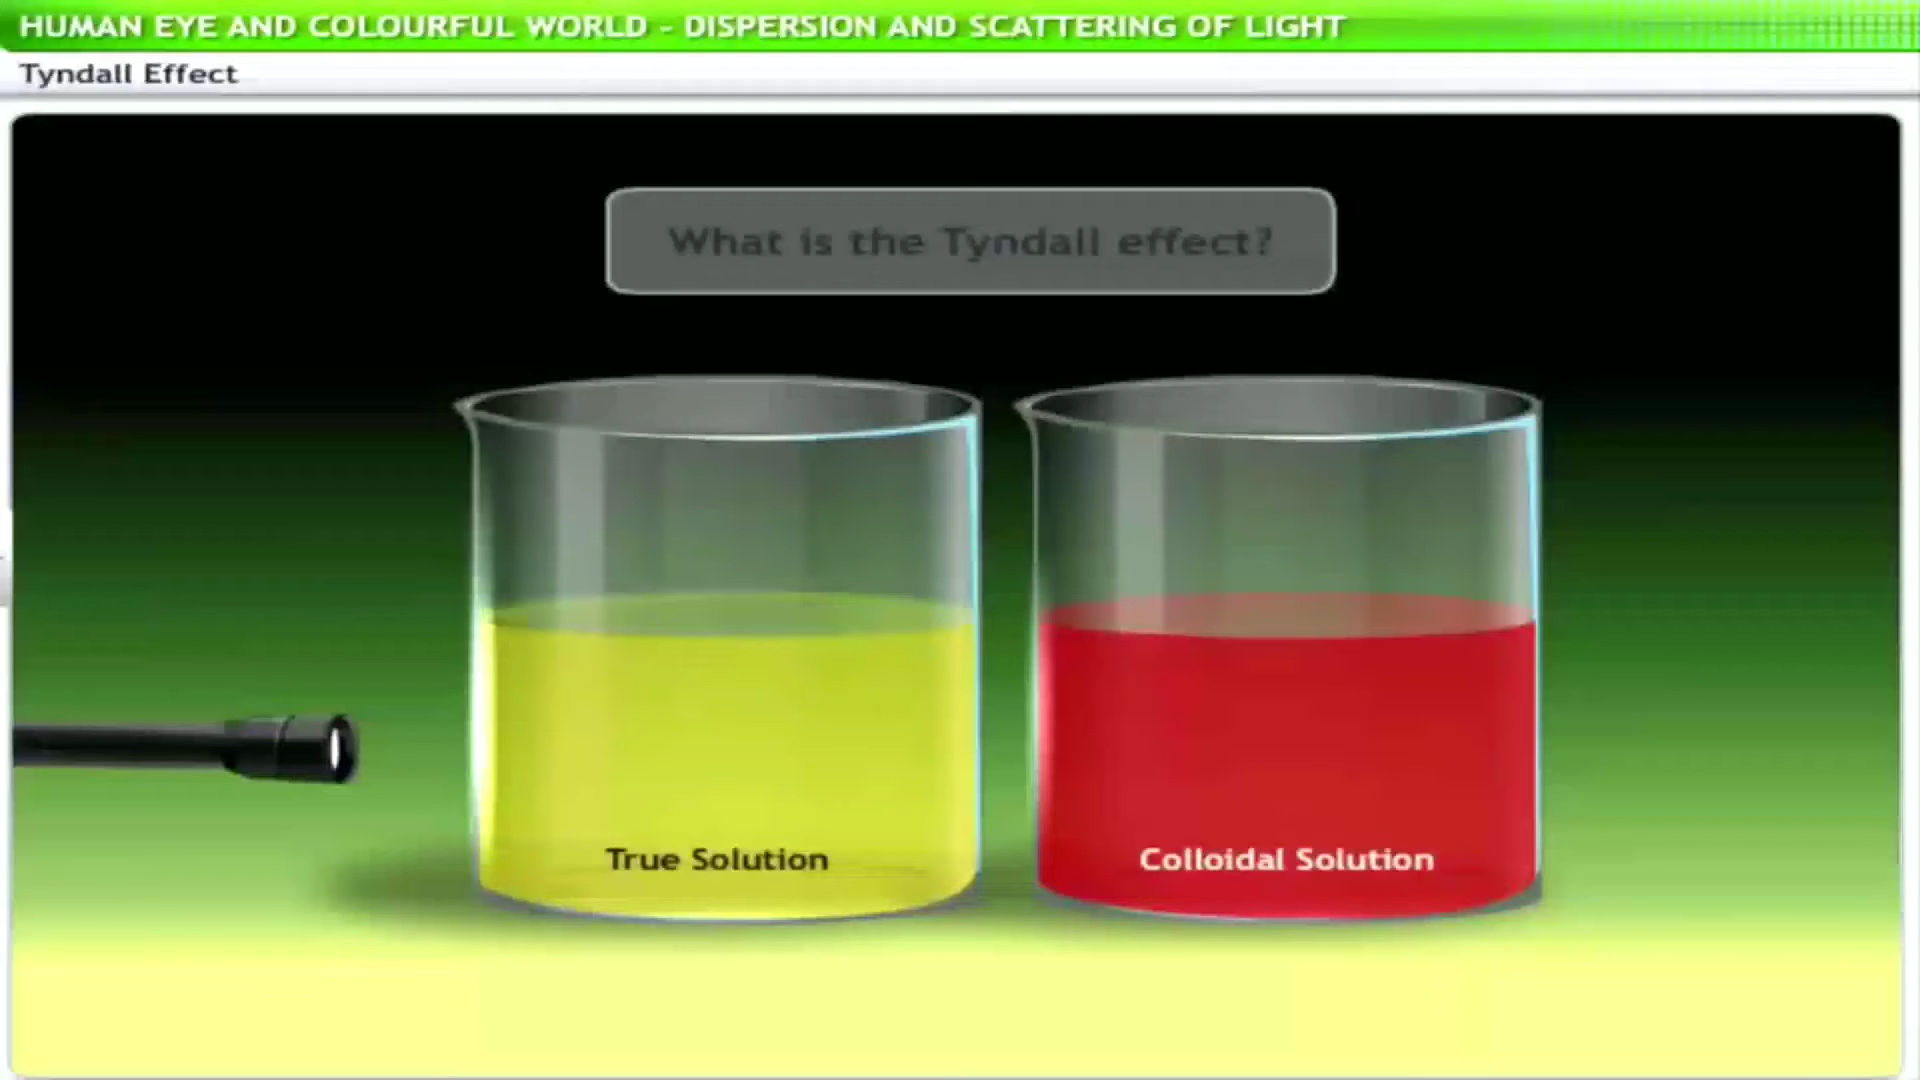 HUMAN EYE AND COLOURFUL WORLD - DISPERSION AND SCATTERING OF LIGHT
Tyndall Effect
What is the Tyndall effect?
True Solution
Colloidal Solution